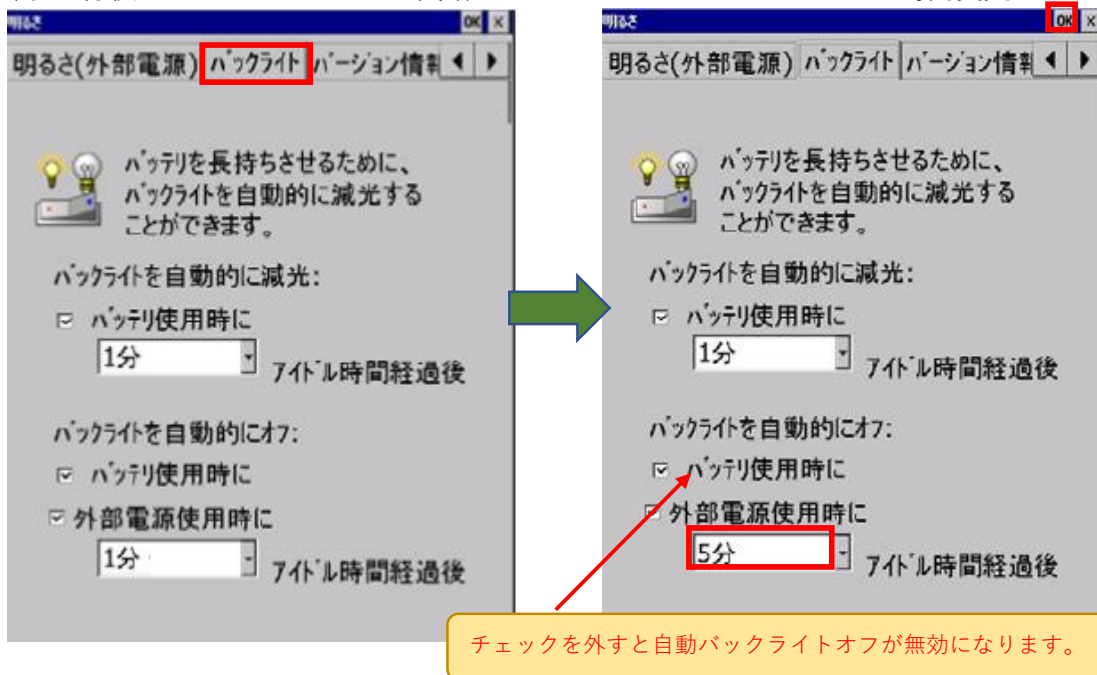 明るさ OK ×
明るさ(外部電源) バックライト バージョン情報
バッテリを長持ちさせるために、
バックライトを自動的に減光する
ことができます。
バックライトを自動的に減光:
バッテリ使用時に
1分 アイドル時間経過後
バックライトを自動的にオフ:
バッテリ使用時に
外部電源使用時に
1分 アイドル時間経過後
明るさ OK ×
明るさ(外部電源) バックライト バージョン情報
バッテリを長持ちさせるために、
バックライトを自動的に減光する
ことができます。
バックライトを自動的に減光:
バッテリ使用時に
1分 アイドル時間経過後
バックライトを自動的にオフ:
バッテリ使用時に
外部電源使用時に
5分 アイドル時間経過後
チェックを外すと自動バックライトオフが無効になります。